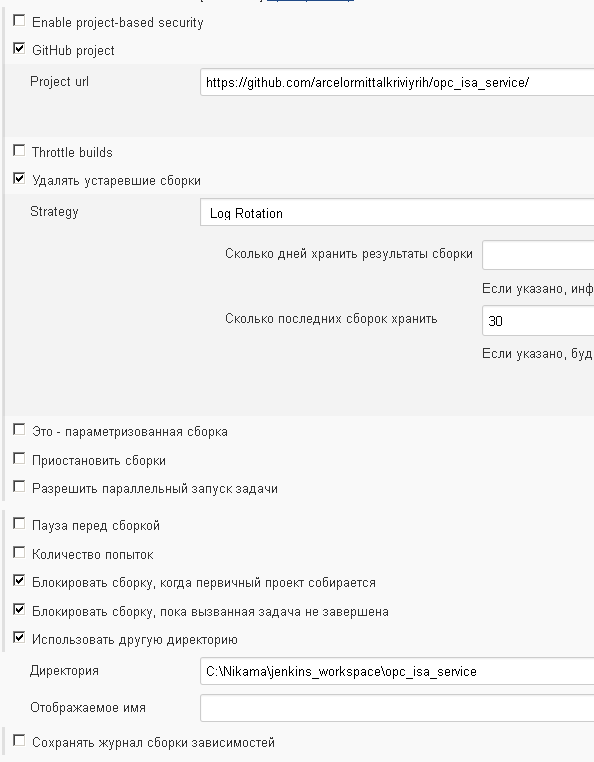 Enable project-based security
GitHub project
Project url https://github.com/arcelormittalkriviyrih/opc_isa_service/
Throttle builds
Удалять устаревшие сборки
Strategy Log Rotation
Сколько дней хранить результаты сборки
Если указано, инф
Сколько последних сборок хранить 30
Если указано, буд
Это - параметризованная сборка
Приостановить сборки
Разрешить параллельный запуск задачи
Пауза перед сборкой
Количество попыток
Блокировать сборку, когда первичный проект собирается
Блокировать сборку, пока вызванная задача не завершена
Использовать другую директорию
Директория C:\Nikama\jenkins_workspace\opc_isa_service
Отображаемое имя
Сохранять журнал сборки зависимостей